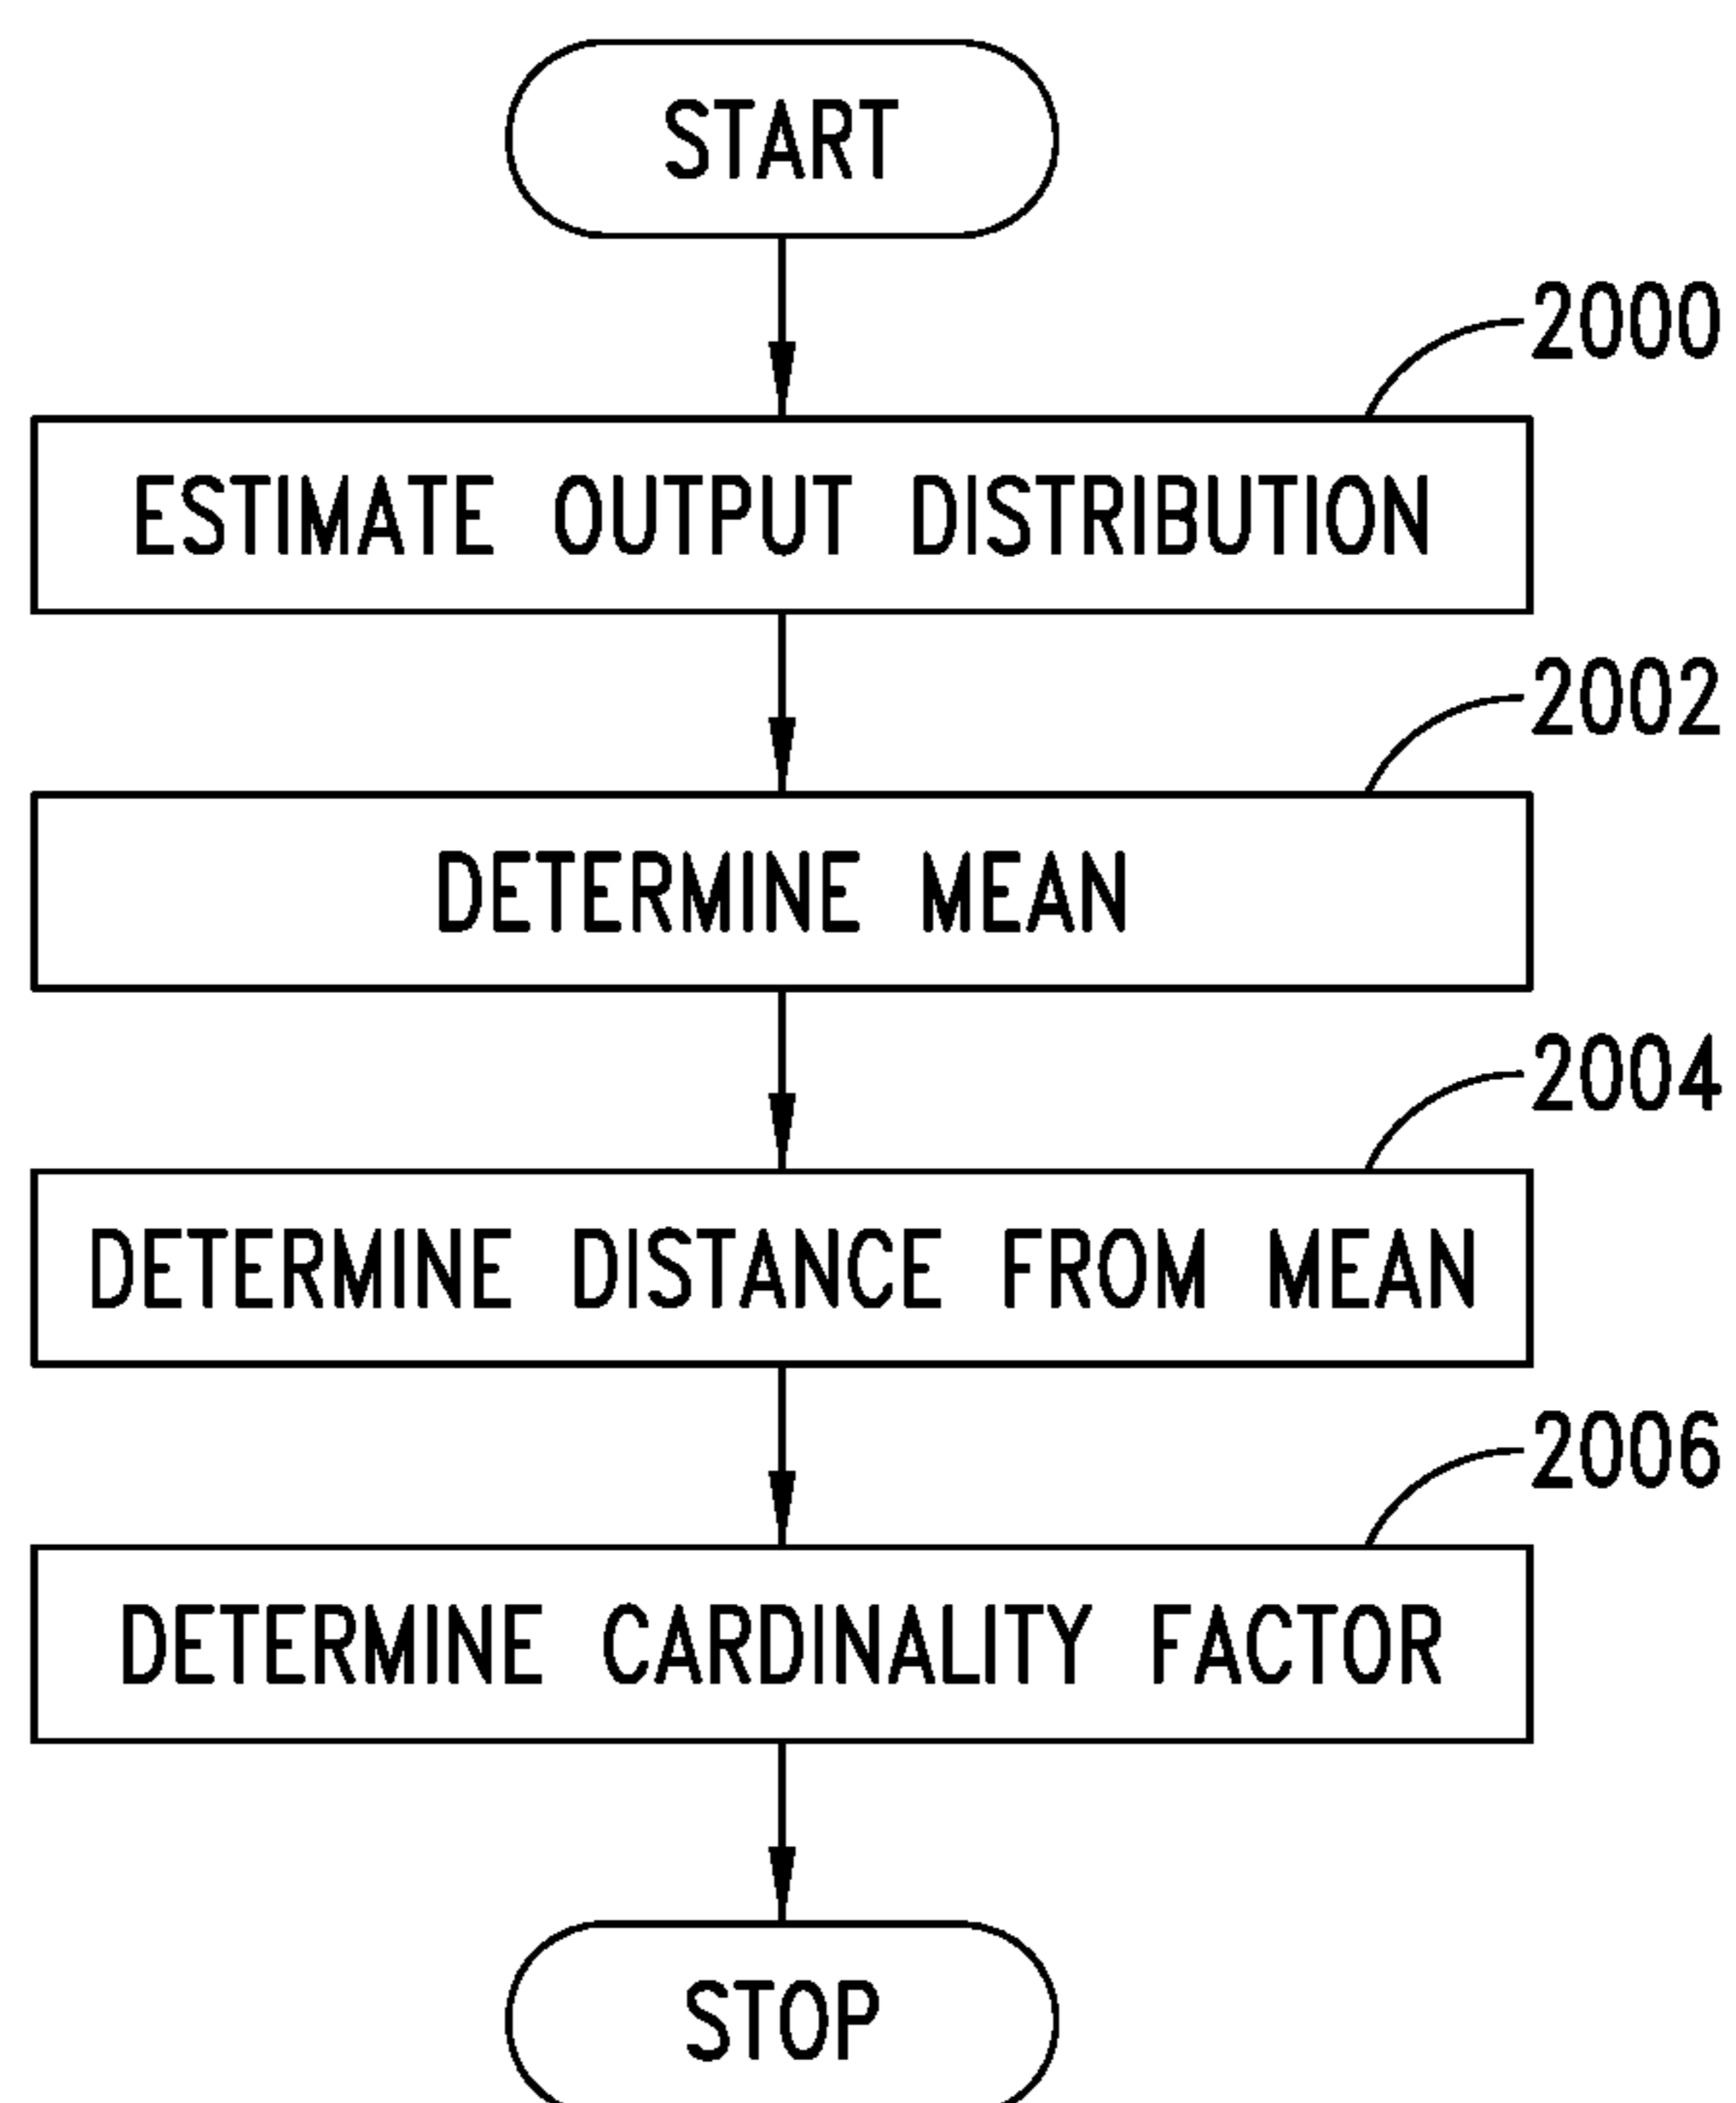 START
2000
ESTIMATE OUTPUT DISTRIBUTION
2002
DETERMINE MEAN
2004
DETERMINE DISTANCE FROM MEAN
2006
DETERMINE CARDINALITY FACTOR
STOP